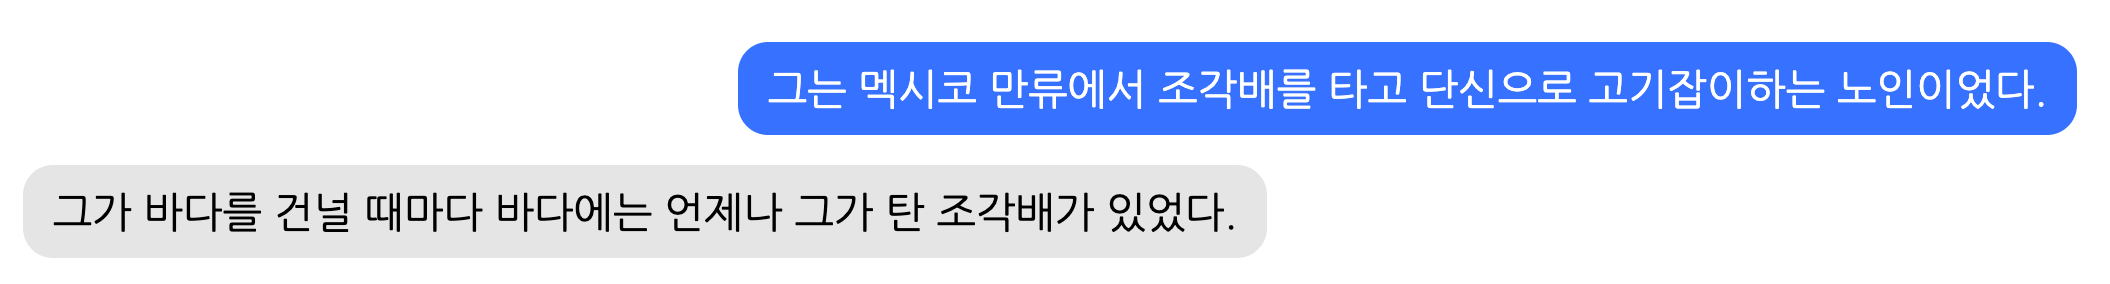 그는 멕시코 만류에서 조각배를 타고 단신으로 고기잡이하는 노인이었다.
그가 바다를 건널 때마다 바다에는 언제나 그가 탄 조각배가 있었다.